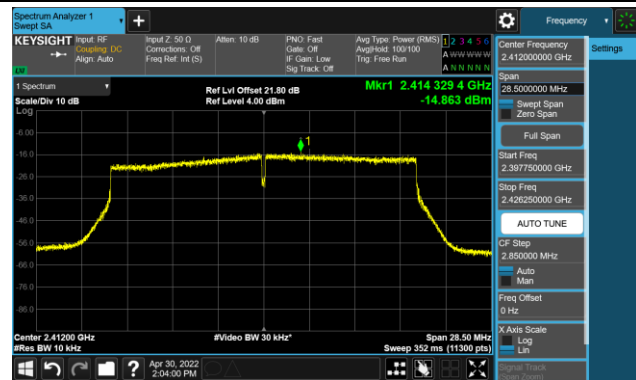 Spectrum Analyzer 1
Swept SA
Frequency
KEYSIGHT
Input: RF
Coupling: DC
Align: Auto
Input Z: 50 Ω
Corrections: Off
Freq Ref: Int (S)
Atten: 10 dB
PNO: Fast
Gate: Off
IF Gain: Low
Sig Track: Off
Avg Type: Power (RMS)
Avg|Hold: 100/100
Trig: Free Run
1 2 3 4 5 6
A W W W W W
A N N N N N
Center Frequency
2.412000000 GHz
Settings
1 Spectrum
Scale/Div 10 dB
Log
Ref Lvl Offset 21.80 dB
Ref Level 4.00 dBm
Mkr1 2.414 329 4 GHz
-14.863 dBm
Span
28.5000000 MHz
Swept Span
Zero Span
Full Span
Start Freq
2.397750000 GHz
Stop Freq
2.426250000 GHz
AUTO TUNE
CF Step
2.850000 MHz
Auto
Man
Freq Offset
0 Hz
X Axis Scale
Log
Lin
Signal Track
(Span Zoom)
1
-6.00
-16.0
-26.0
-36.0
-46.0
-56.0
-66.0
-76.0
-86.0
Center 2.41200 GHz
#Res BW 10 kHz
#Video BW 30 kHz*
Span 28.50 MHz
Sweep 352 ms (11300 pts)
?
Apr 30, 2022
2:04:00 PM